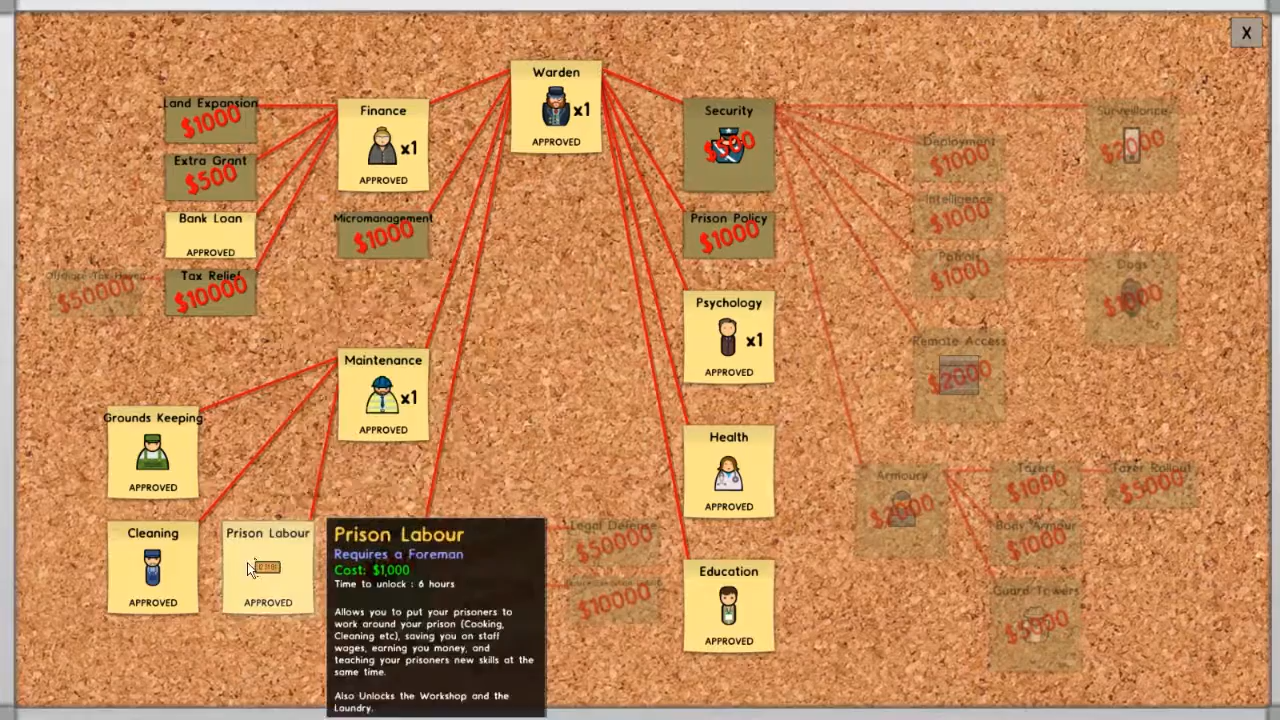 X
Warden
x1
APPROVED
Land Expansion
$1000
Finance
x1
APPROVED
Security
$500
Surveillance
Deployment
$1000
Extra Grant
$500
Bank Loan
APPROVED
Micromanagement
$1000
Prison Policy
$1000
Intelligence
$1000
Patrols
$1000
Dogs
$50000
Tax Relief
$10000
Psychology
x1
APPROVED
Remote Access
$2000
Maintenance
x1
APPROVED
Grounds Keeping
APPROVED
Health
APPROVED
Armoury
Tazers
$1000
Tazer Rollout
$5000
Cleaning
APPROVED
Prison Labour
APPROVED
Prison Labour
Requires a Foreman
Cost: $1,000
Time to unlock : 6 hours
Allows you to put your prisoners to
work around your prison (Cooking,
Cleaning etc), saving you on staff
wages, earning you money, and
teaching your prisoners new skills at the
same time.
Also Unlocks the Workshop and the
Laundry.
Legal Defense
$50000
$10000
Education
APPROVED
Body Armour
$1000
Guard Towers
$5000